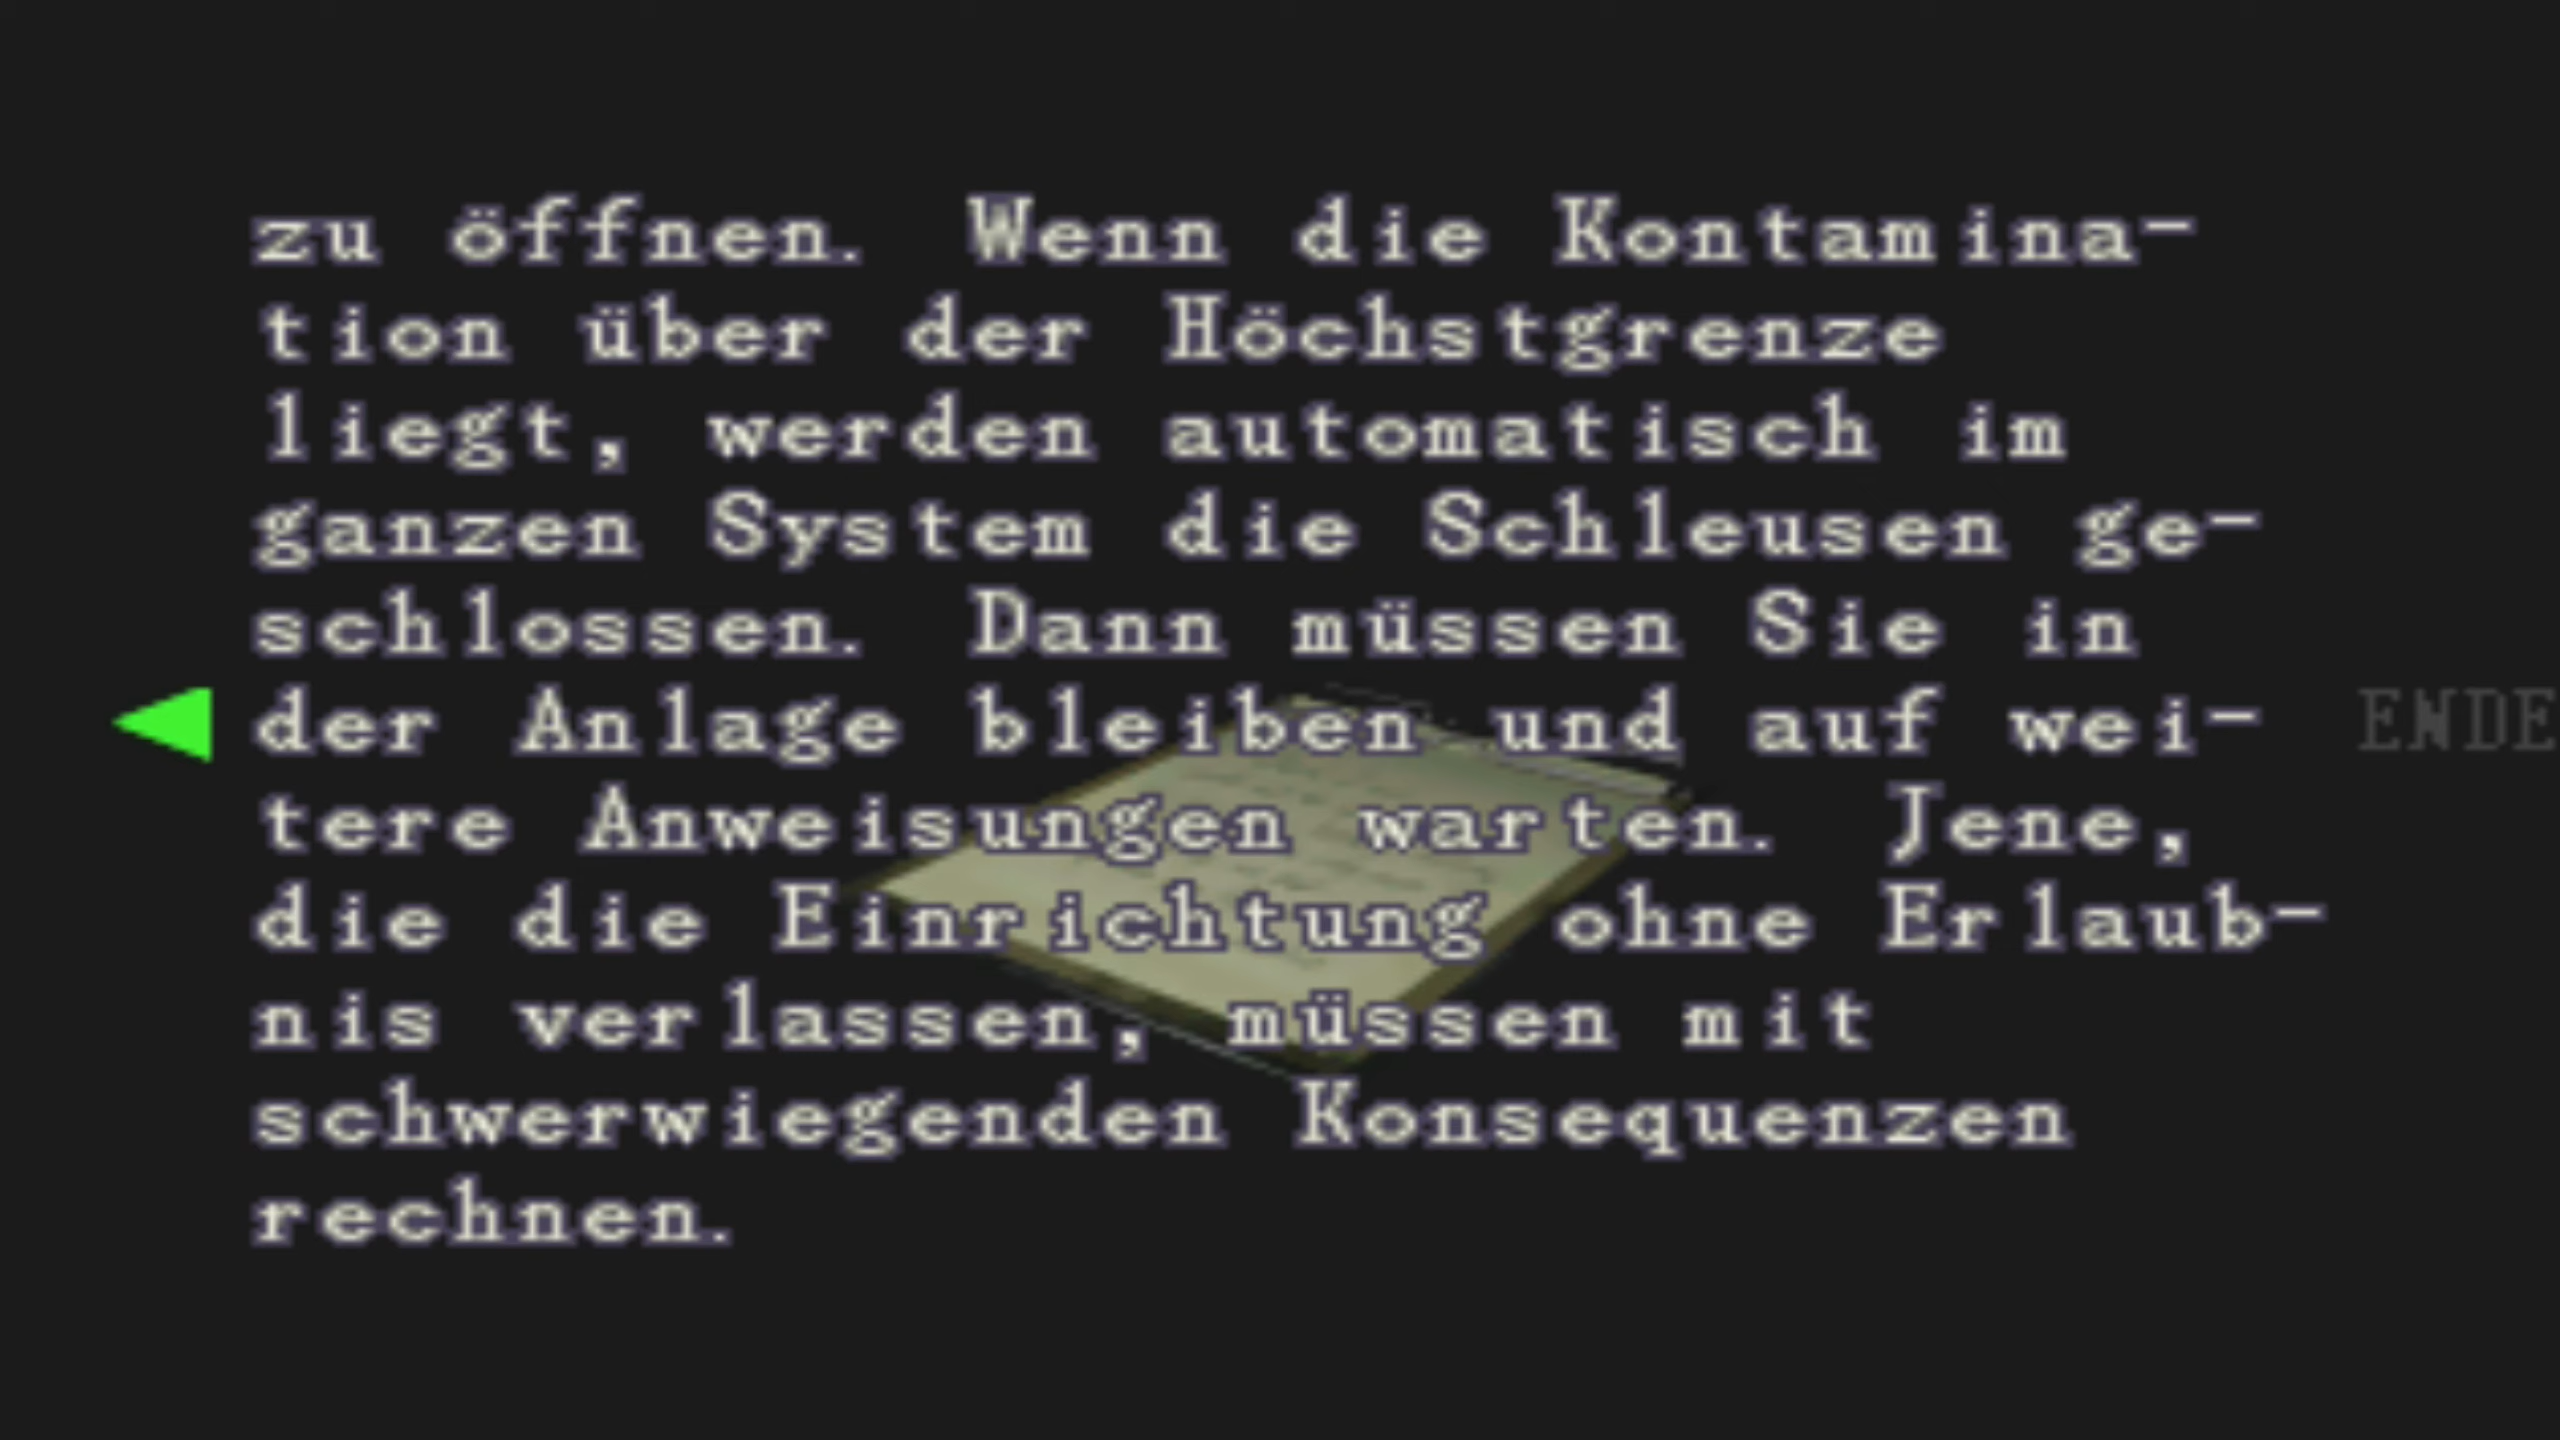 zu öffnen. Wenn die Kontamina-
tion über der Höchstgrenze
liegt, werden automatisch im
ganzen System die Schleusen ge-
schlossen. Dann müssen Sie in
der Anlage bleiben und auf wei-
ENDE
tere Anweisungen warten. Jene,
die die Einrichtung ohne Erlaub-
nis verlassen, müssen mit
schwerwiegenden Konsequenzen
rechnen.